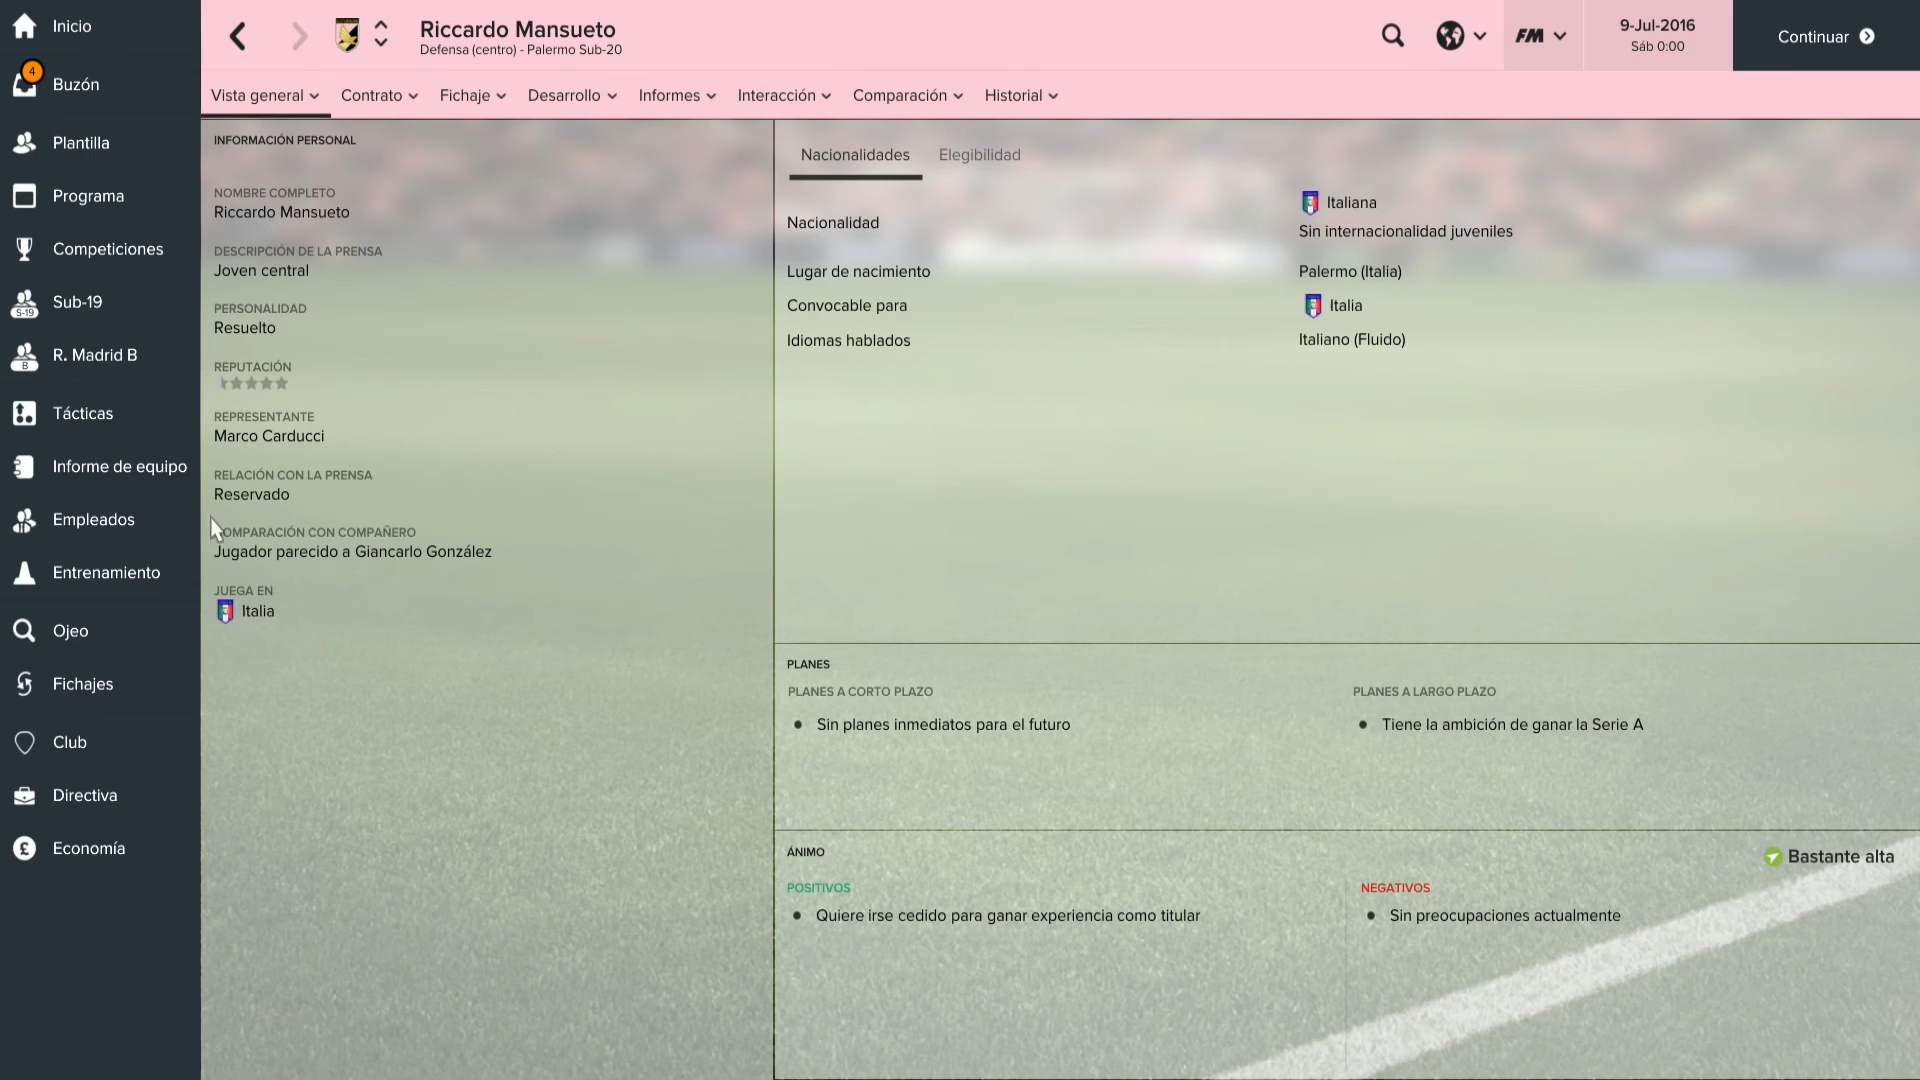 Inicio
4
Buzón
Plantilla
Programa
Competiciones
S-19
Sub-19
B
R. Madrid B
Tácticas
Informe de equipo
Empleados
Entrenamiento
Ojeo
Fichajes
Club
Directiva
Economía
Riccardo Mansueto
Defensa (centro) - Palermo Sub-20
FM
9-Jul-2016
Sáb 0:00
Continuar
Vista general
Contrato
Fichaje
Desarrollo
Informes
Interacción
Comparación
Historial
INFORMACIÓN PERSONAL
NOMBRE COMPLETO
Riccardo Mansueto
DESCRIPCIÓN DE LA PRENSA
Joven central
PERSONALIDAD
Resuelto
REPUTACIÓN
REPRESENTANTE
Marco Carducci
RELACIÓN CON LA PRENSA
Reservado
COMPARACIÓN CON COMPAÑERO
Jugador parecido a Giancarlo González
JUEGA EN
Italia
Nacionalidades
Elegibilidad
Nacionalidad
Italiana
Sin internacionalidad juveniles
Lugar de nacimiento
Palermo (Italia)
Convocable para
Italia
Idiomas hablados
Italiano (Fluido)
PLANES
PLANES A CORTO PLAZO
Sin planes inmediatos para el futuro
PLANES A LARGO PLAZO
Tiene la ambición de ganar la Serie A
ÁNIMO
Bastante alta
POSITIVOS
Quiere irse cedido para ganar experiencia como titular
NEGATIVOS
Sin preocupaciones actualmente